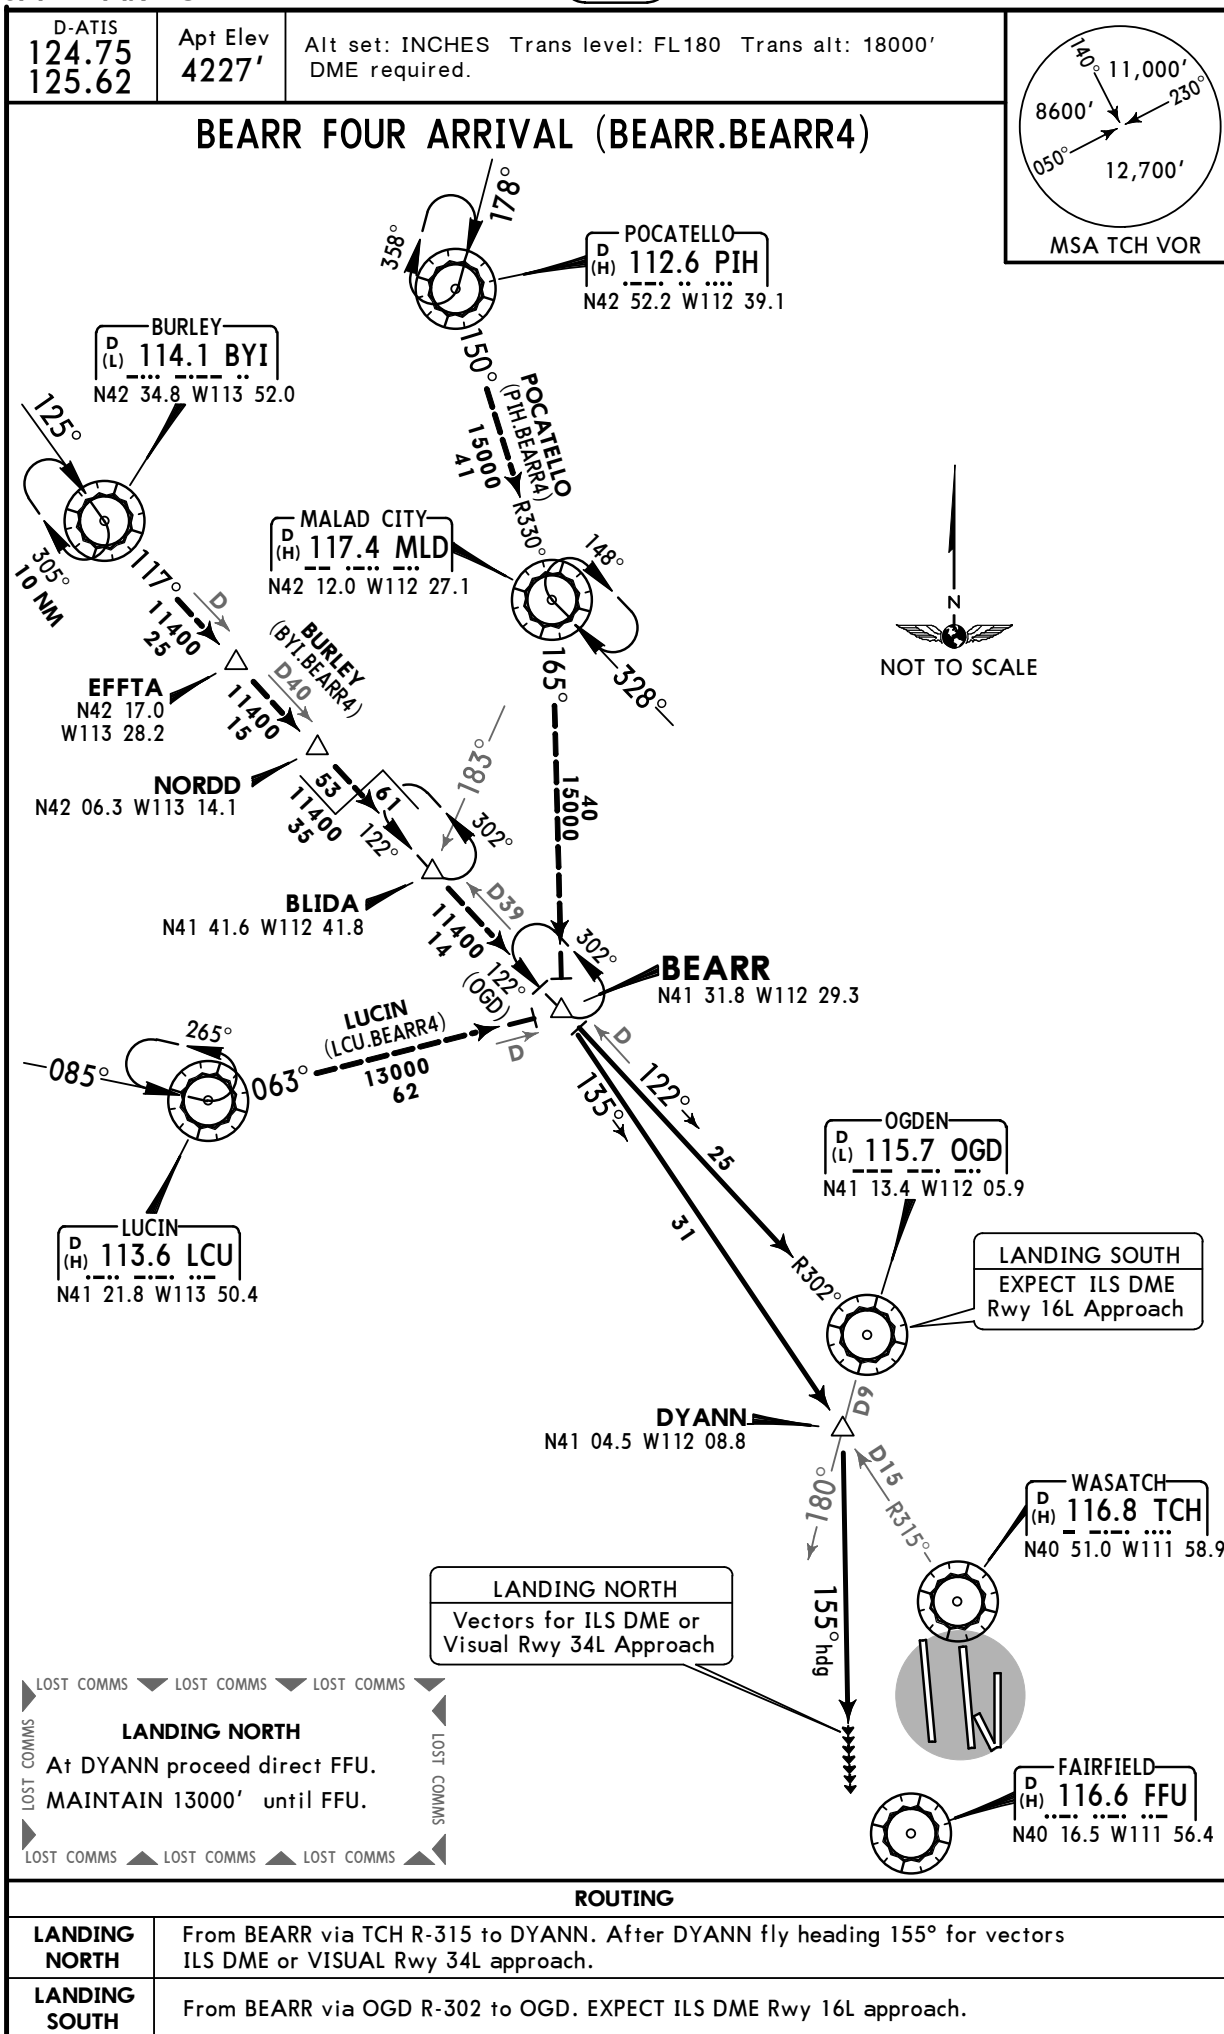 D-ATIS
124.75
125.62
Apt Elev
4227'
Alt set: INCHES Trans level: FL180 Trans alt: 18000'
DME required.
140°
11,000'
230°
8600'
050°
12,700'
MSA TCH VOR
BEARR FOUR ARRIVAL (BEARR.BEARR4)
178°
358°
POCATELLO
D
(H) 112.6 PIH
N42 52.2 W112 39.1
150°
POCATELLO
(PIH.BEARR4)
15000
41
R330°
BURLEY
D
(L) 114.1 BYI
N42 34.8 W113 52.0
125°
305°
10 NM
117°
D
11400
25
MALAD CITY
D
(H) 117.4 MLD
N42 12.0 W112 27.1
148°
328°
165°
40
15000
N
NOT TO SCALE
EFFTA
N42 17.0
W113 28.2
BURLEY
(BYI.BEARR4)
D40
11400
15
NORDD
N42 06.3 W113 14.1
53
61
11400
35
122°
183°
302°
BLIDA
N41 41.6 W112 41.8
D39
11400
14
122°
(OGD)
302°
BEARR
N41 31.8 W112 29.3
LUCIN
(LCU.BEARR4)
13000
62
D
265°
085°
063°
LUCIN
D
(H) 113.6 LCU
N41 21.8 W113 50.4
D
122°
135°
25
31
R302°
OGDEN
D
(L) 115.7 OGD
N41 13.4 W112 05.9
LANDING SOUTH
EXPECT ILS DME
Rwy 16L Approach
DYANN
N41 04.5 W112 08.8
D9
D15
R315°
180°
155° hdg
WASATCH
D
(H) 116.8 TCH
N40 51.0 W111 58.9
LANDING NORTH
Vectors for ILS DME or
Visual Rwy 34L Approach
FAIRFIELD
D
(H) 116.6 FFU
N40 16.5 W111 56.4
LOST COMMS LOST COMMS LOST COMMS
LOST COMMS
LOST COMMS
LANDING NORTH
At DYANN proceed direct FFU.
MAINTAIN 13000' until FFU.
LOST COMMS LOST COMMS LOST COMMS
ROUTING
LANDING
NORTH
From BEARR via TCH R-315 to DYANN. After DYANN fly heading 155° for vectors
ILS DME or VISUAL Rwy 34L approach.
LANDING
SOUTH
From BEARR via OGD R-302 to OGD. EXPECT ILS DME Rwy 16L approach.